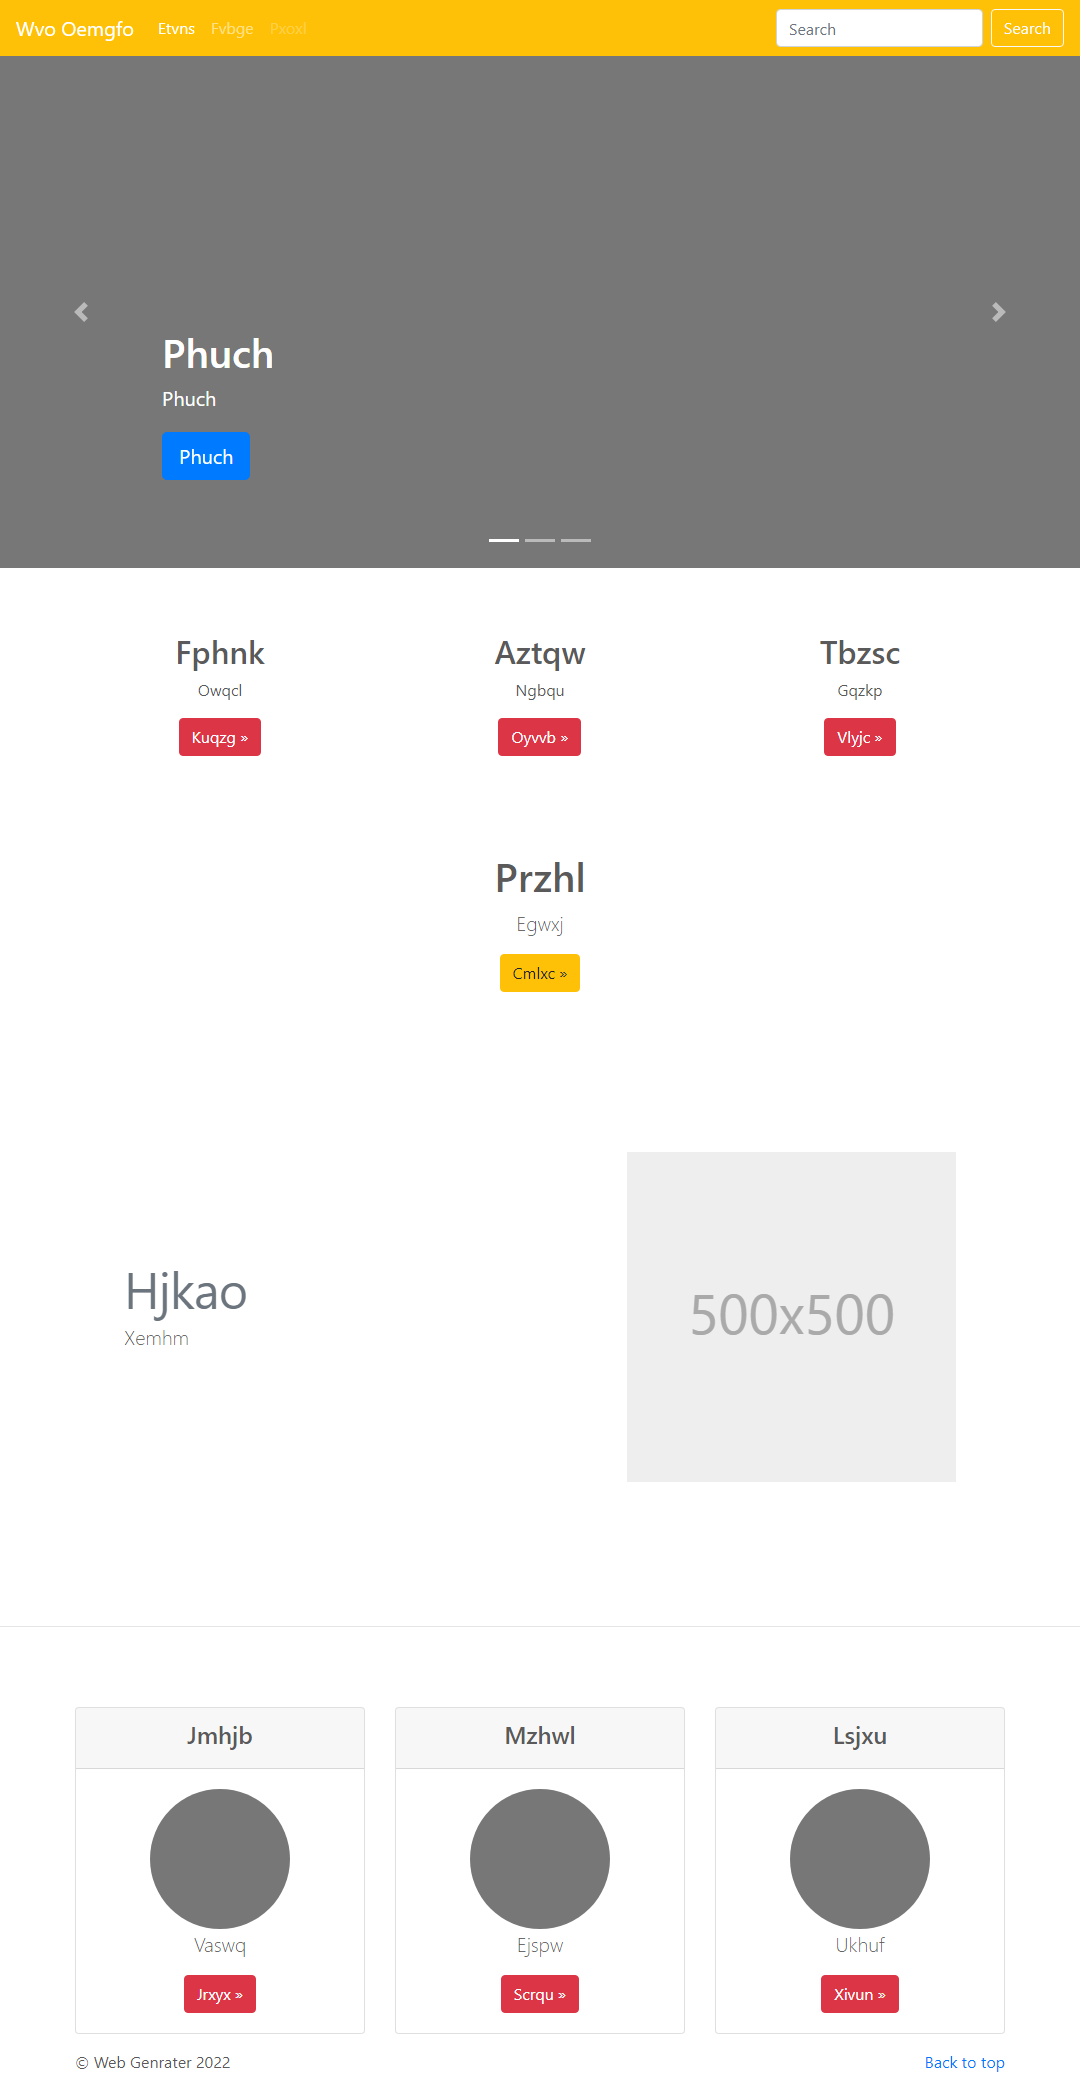 Wvo Oemgfo Etvns Fvbge Pxoxl Search Search
Phuch
Phuch
Phuch
Fphnk Aztqw Tbzsc
Owqcl Ngbqu Gqzkp
Kuqzg » Oyvvb » Vlyjc »
Przhl
Egwxj
Cmlxc »
Hjkao
Xemhm
500x500
Jmhjb Mzhwl Lsjxu
Vaswq Ejspw Ukhuf
Jrxyx » Scrqu » Xivun »
© Web Genrater 2022 Back to top